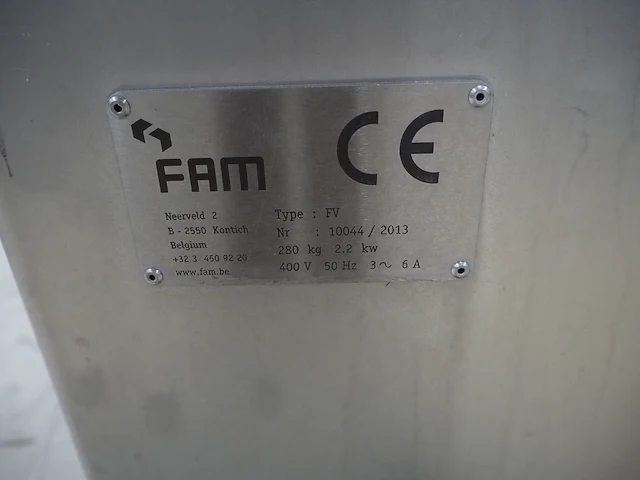 FAM
CE
Neerveld 2
B - 2550 Kontich
Belgium
+32 3 450 92 20
www.fam.be
Type : FV
Nr : 10044 / 2013
280 kg 2.2 kw
400 V 50 Hz 3~ 6 A